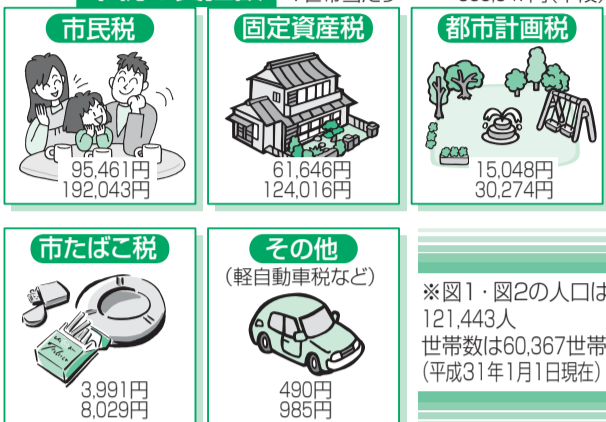 市民税
95,461円
192,043円
固定資産税
61,646円
124,016円
都市計画税
15,048円
30,274円
市たばこ税
3,991円
8,029円
その他
(軽自動車税など)
490円
985円
※図1・図2の人口は
121,443人
世帯数は60,367世帯
(平成31年1月1日現在)